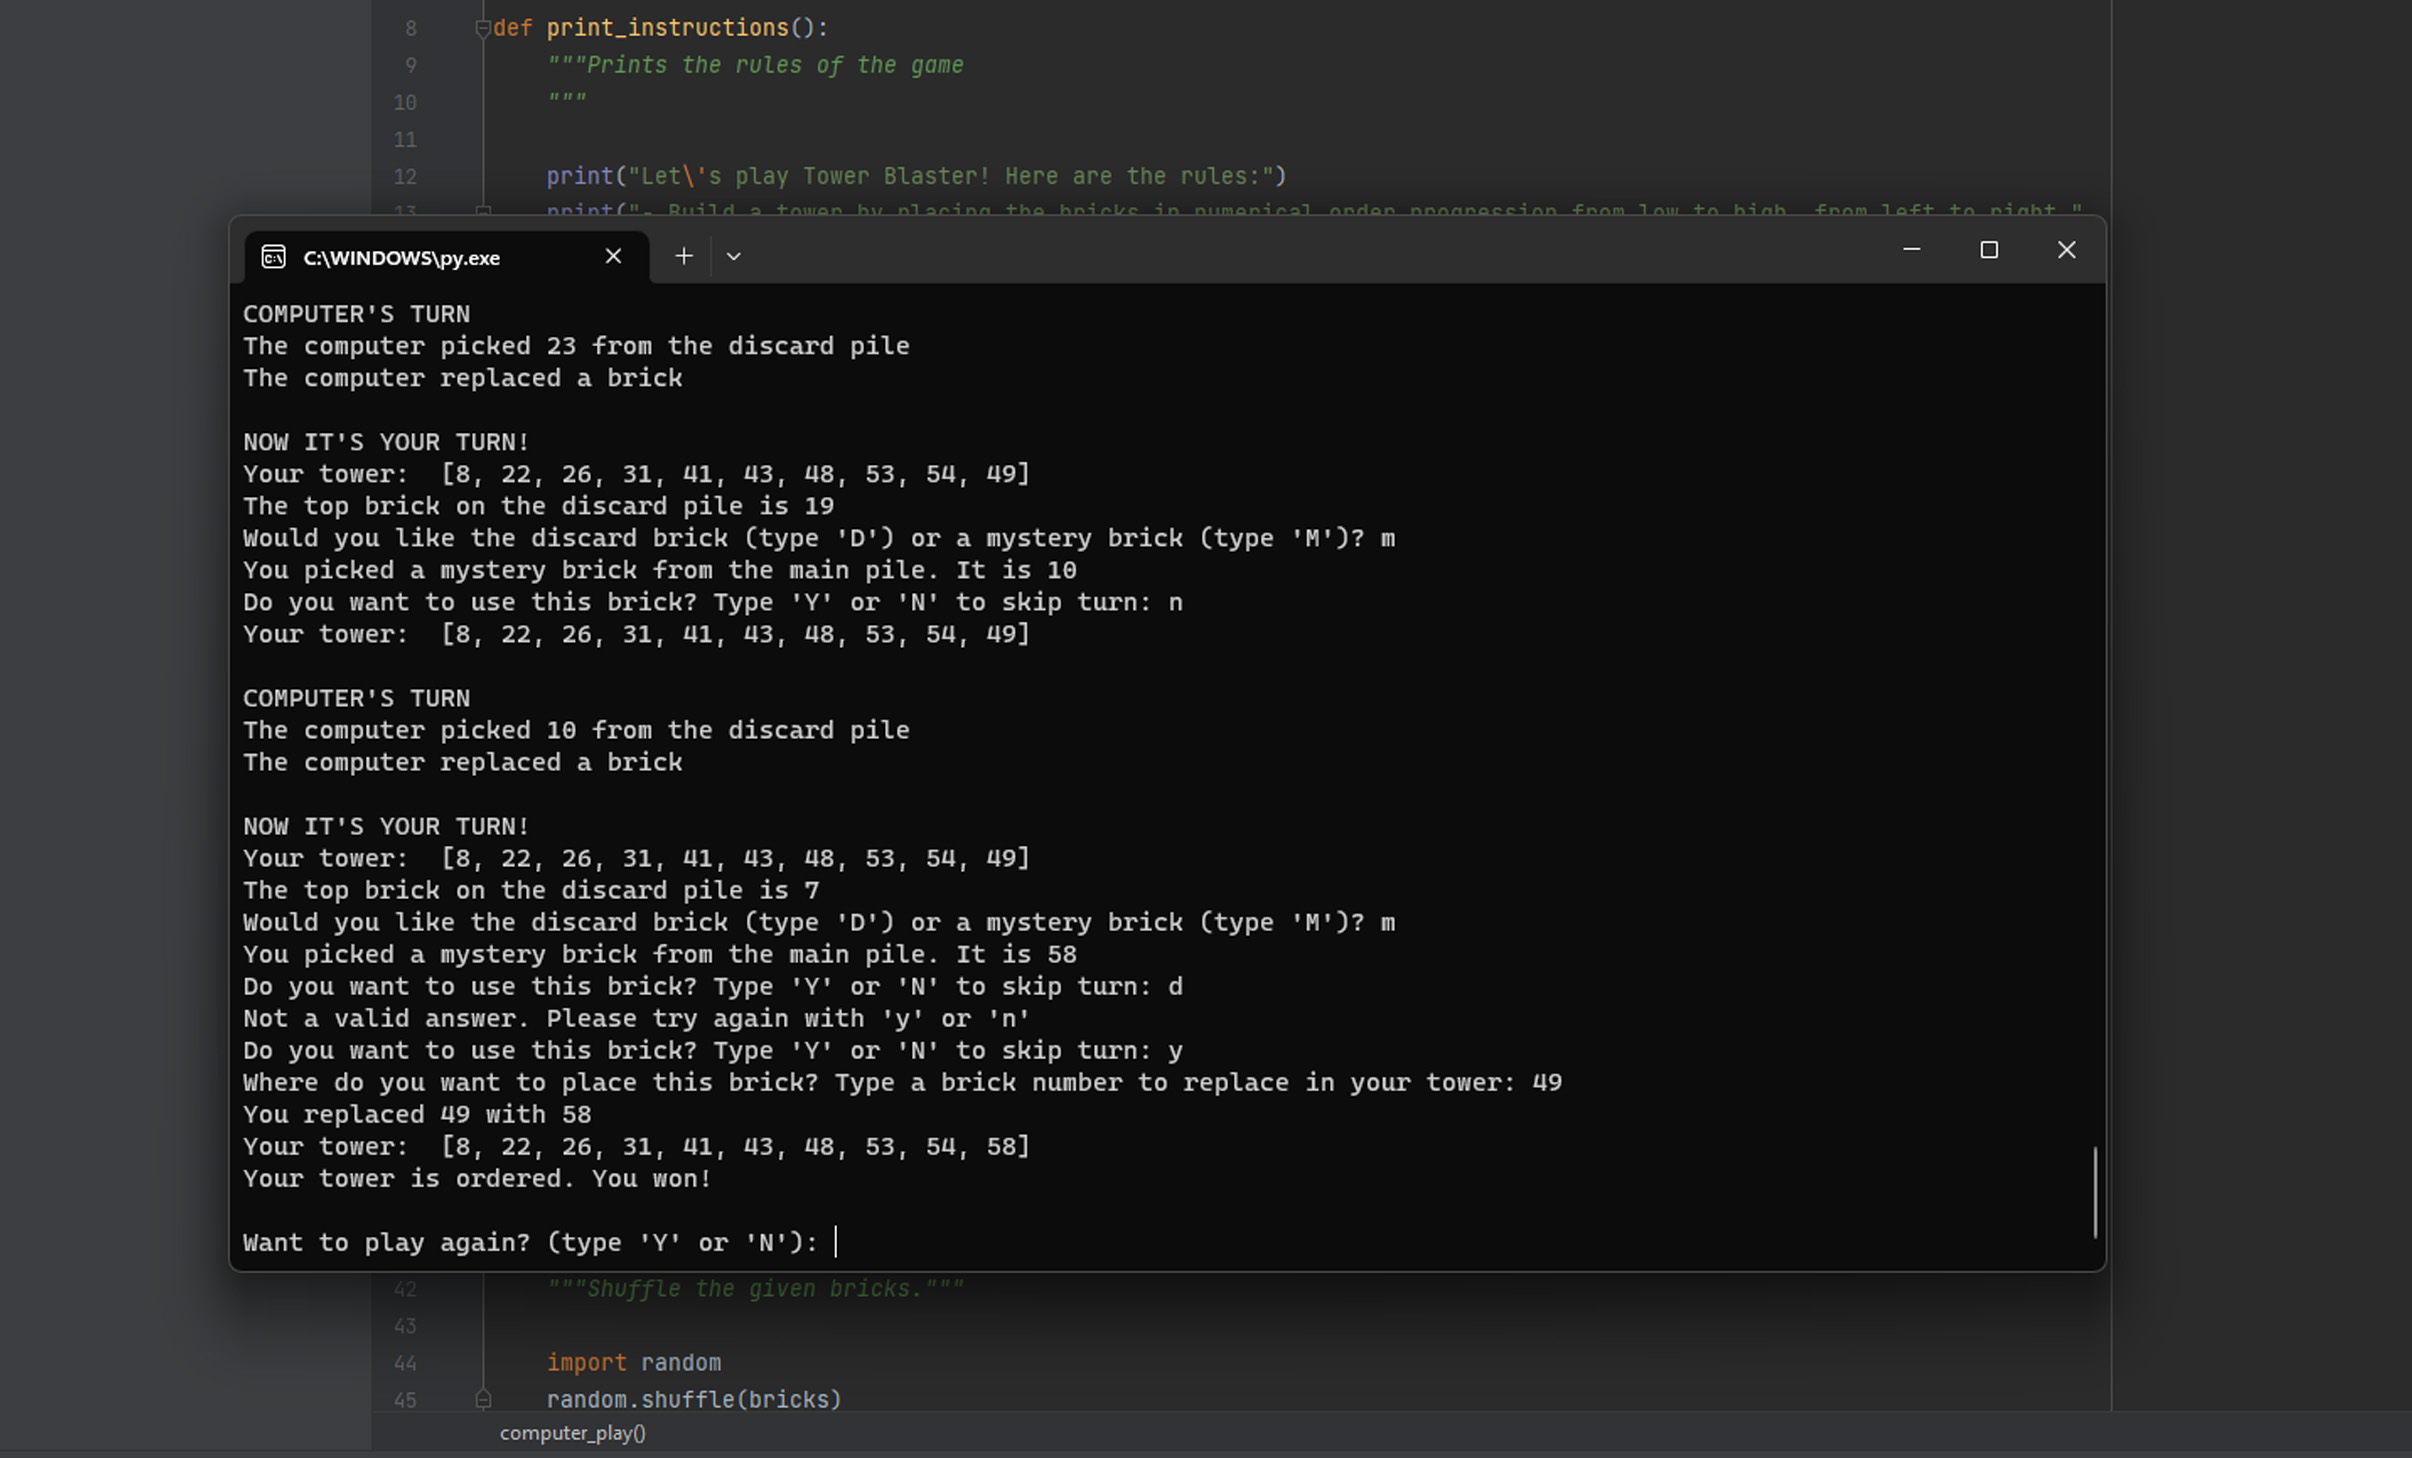 8 def print_instructions():
9 """Prints the rules of the game
10 """
11
12 print("Let\'s play Tower Blaster! Here are the rules:")
13 print("- Build a tower by placing the bricks in numerical order progression from low to high, from left to right."
C:\WINDOWS\py.exe
COMPUTER'S TURN
The computer picked 23 from the discard pile
The computer replaced a brick
NOW IT'S YOUR TURN!
Your tower:  [8, 22, 26, 31, 41, 43, 48, 53, 54, 49]
The top brick on the discard pile is 19
Would you like the discard brick (type 'D') or a mystery brick (type 'M')? m
You picked a mystery brick from the main pile. It is 10
Do you want to use this brick? Type 'Y' or 'N' to skip turn: n
Your tower:  [8, 22, 26, 31, 41, 43, 48, 53, 54, 49]
COMPUTER'S TURN
The computer picked 10 from the discard pile
The computer replaced a brick
NOW IT'S YOUR TURN!
Your tower:  [8, 22, 26, 31, 41, 43, 48, 53, 54, 49]
The top brick on the discard pile is 7
Would you like the discard brick (type 'D') or a mystery brick (type 'M')? m
You picked a mystery brick from the main pile. It is 58
Do you want to use this brick? Type 'Y' or 'N' to skip turn: d
Not a valid answer. Please try again with 'y' or 'n'
Do you want to use this brick? Type 'Y' or 'N' to skip turn: y
Where do you want to place this brick? Type a brick number to replace in your tower: 49
You replaced 49 with 58
Your tower:  [8, 22, 26, 31, 41, 43, 48, 53, 54, 58]
Your tower is ordered. You won!
Want to play again? (type 'Y' or 'N'):
42 """Shuffle the given bricks."""
43
44 import random
45 random.shuffle(bricks)
computer_play()